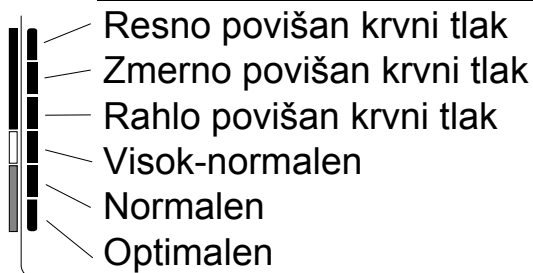 Resno povišan krvni tlak
Zmerno povišan krvni tlak
Rahlo povišan krvni tlak
Visok-normalen
Normalen
Optimalen